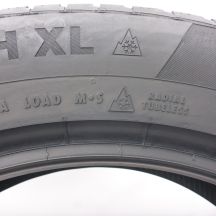 H XL
A LOAD M+S
RADIAL
TUBELESS